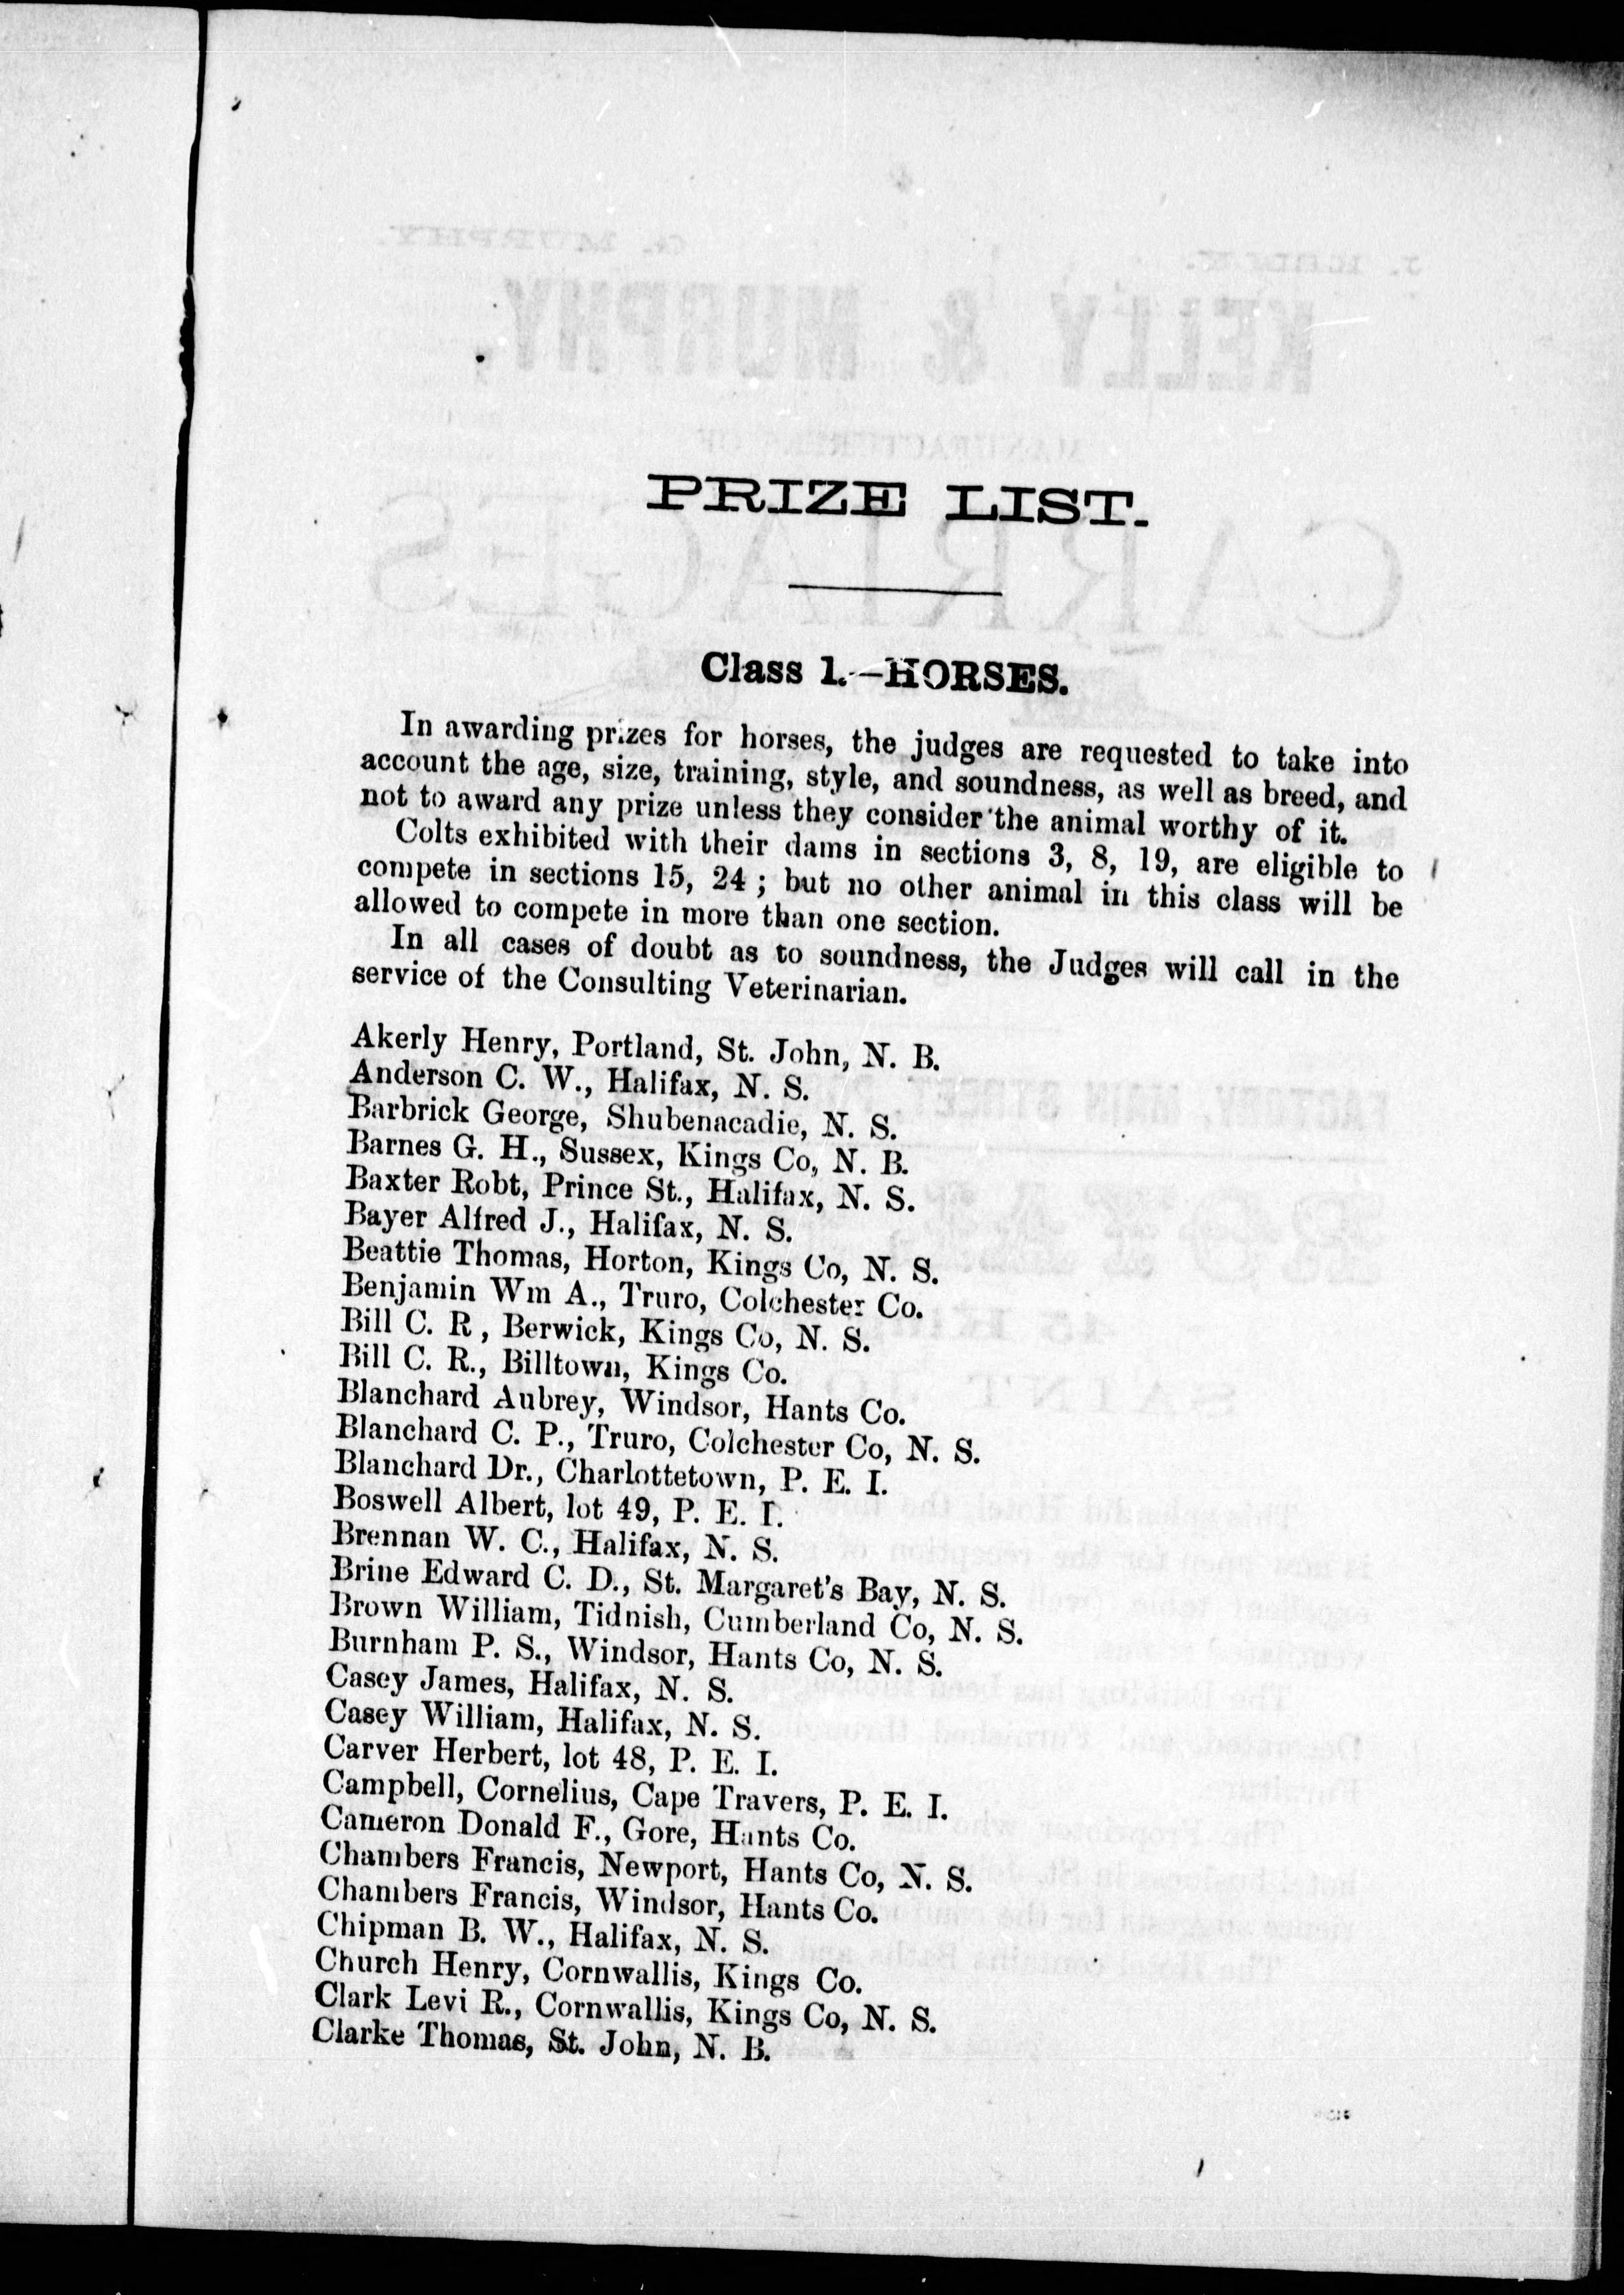 PRIZE LIST.
Class 1.—HORSES.
In awarding prizes for horses, the judges are requested to take into
account the age, size, training, style, and soundness, as well as breed, and
not to award any prize unless they consider the animal worthy of it.
Colts exhibited with their dams in sections 3, 8, 19, are eligible to
compete in sections 15, 24 ; but no other animal in this class will be
allowed to compete in more than one section.
In all cases of doubt as to soundness, the Judges will call in the
service of the Consulting Veterinarian.
Akerly Henry, Portland, St. John, N. B.
Anderson C. W., Halifax, N. S.
Barbrick George, Shubenacadie, N. S.
Barnes G. H., Sussex, Kings Co, N. B.
Baxter Robt, Prince St., Halifax, N. S.
Bayer Alfred J., Halifax, N. S.
Beattie Thomas, Horton, Kings Co, N. S.
Benjamin Wm A., Truro, Colchester Co.
Bill C. R , Berwick, Kings Co, N. S.
Bill C. R., Billtown, Kings Co.
Blanchard Aubrey, Windsor, Hants Co.
Blanchard C. P., Truro, Colchester Co, N. S.
Blanchard Dr., Charlottetown, P. E. I.
Boswell Albert, lot 49, P. E. I.
Brennan W. C., Halifax, N. S.
Brine Edward C. D., St. Margaret's Bay, N. S.
Brown William, Tidnish, Cumberland Co, N. S.
Burnham P. S., Windsor, Hants Co, N. S.
Casey James, Halifax, N. S.
Casey William, Halifax, N. S.
Carver Herbert, lot 48, P. E. I.
Campbell, Cornelius, Cape Travers, P. E. I.
Cameron Donald F., Gore, Hants Co.
Chambers Francis, Newport, Hants Co, N. S.
Chambers Francis, Windsor, Hants Co.
Chipman B. W., Halifax, N. S.
Church Henry, Cornwallis, Kings Co.
Clark Levi R., Cornwallis, Kings Co, N. S.
Clarke Thomas, St. John, N. B.